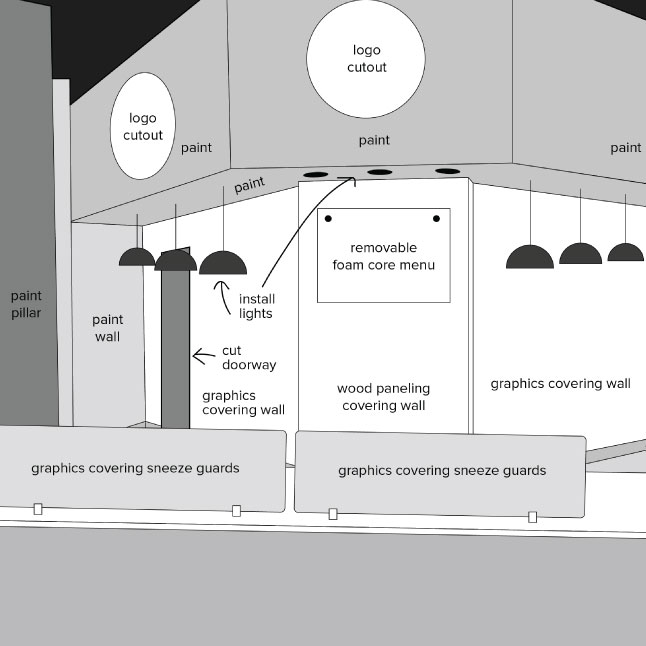 logo
cutout
logo
cutout
paint
paint
paint
paint
removable
foam core menu
install
lights
paint
pillar
paint
wall
cut
doorway
graphics
covering wall
wood paneling
covering wall
graphics covering wall
graphics covering sneeze guards
graphics covering sneeze guards